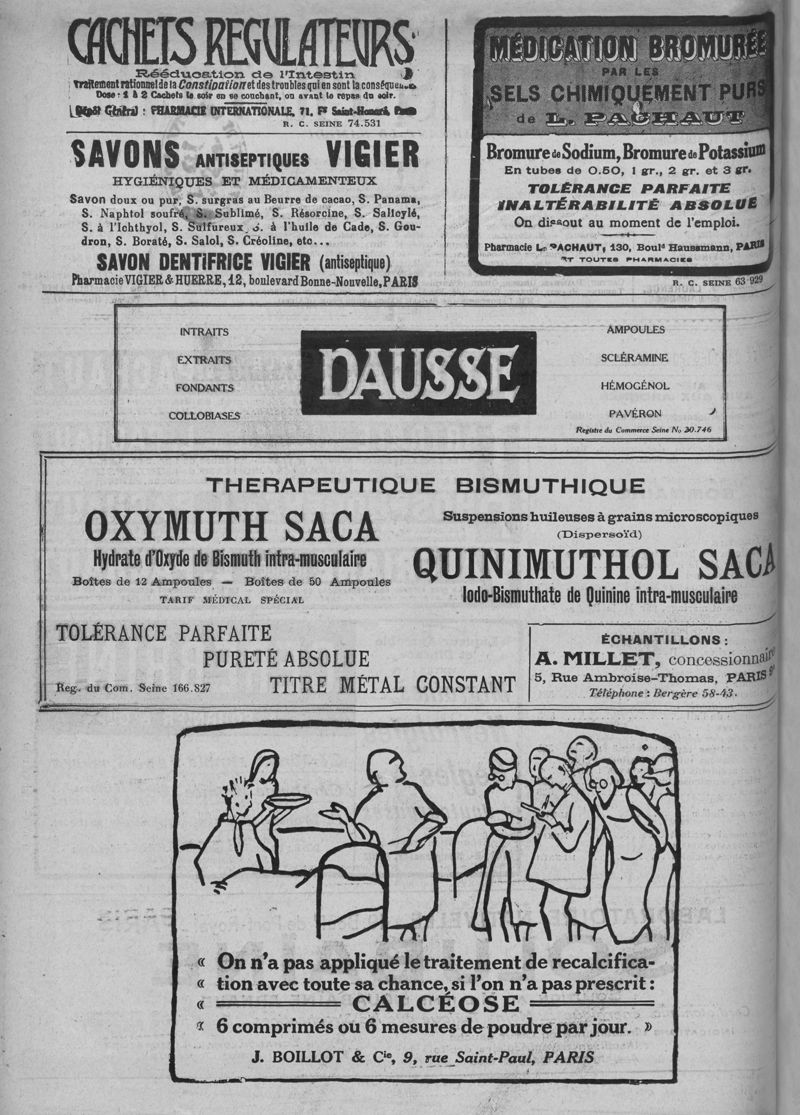 CACHETS REGULATEURS
Rééducation de l'Intestin
Traitement rationnel de la Constipation et des troubles qui en sont la conséquence
Dose : 1 à 2 Cachets le soir en se couchant, ou avant le repas du soir.
Dépôt Général : PHARMACIE INTERNATIONALE, 71, Fg Saint-Honoré, Paris
R. C. SEINE 74.531
SAVONS ANTISEPTIQUES VIGIER
HYGIÉNIQUES ET MÉDICAMENTEUX
Savon doux ou pur, S. surgras au Beurre de cacao, S. Panama,
S. Naphtol soufré, S. Sublimé, S. Résorcine, S. Salicylé,
S. à l'Ichthyol, S. Sulfureux, S. à l'huile de Cade, S. Gou-
dron, S. Boraté, S. Salol, S. Créoline, etc...
SAVON DENTIFRICE VIGIER (antiseptique)
Pharmacie VIGIER & HUERRE, 12, boulevard Bonne-Nouvelle, PARIS
MÉDICATION BROMURÉE
PAR LES
SELS CHIMIQUEMENT PURS
de L. PACHAUT
Bromure de Sodium, Bromure de Potassium
En tubes de 0.50, 1 gr., 2 gr. et 3 gr.
TOLÉRANCE PARFAITE
INALTÉRABILITÉ ABSOLUE
On dissout au moment de l'emploi.
Pharmacie L. PACHAUT, 130, Boul.d Haussmann, PARIS
ET TOUTES PHARMACIES
R. C. SEINE 63 929
INTRAITS
EXTRAITS
FONDANTS
COLLOBIASES
DAUSSE
AMPOULES
SCLÉRAMINE
HÉMOGÉNOL
PAVÉRON
Registre du Commerce Seine No 30.746
THERAPEUTIQUE BISMUTHIQUE
OXYMUTH SACA
Hydrate d'Oxyde de Bismuth intra-musculaire
Boîtes de 12 Ampoules — Boîtes de 50 Ampoules
TARIF MÉDICAL SPÉCIAL
Suspensions huileuses à grains microscopiques
(Dispersoïd)
QUINIMUTHOL SACA
Iodo-Bismuthate de Quinine intra-musculaire
TOLÉRANCE PARFAITE
PURETÉ ABSOLUE
Reg. du Com. Seine 166.827 TITRE MÉTAL CONSTANT
ÉCHANTILLONS :
A. MILLET, concessionnaire
5, Rue Ambroise-Thomas, PARIS 9e
Téléphone : Bergère 58-43.
« On n'a pas appliqué le traitement de recalcifica-
« tion avec toute sa chance, si l'on n'a pas prescrit :
« CALCÉOSE
« 6 comprimés ou 6 mesures de poudre par jour. »
J. BOILLOT & Cie, 9, rue Saint-Paul, PARIS